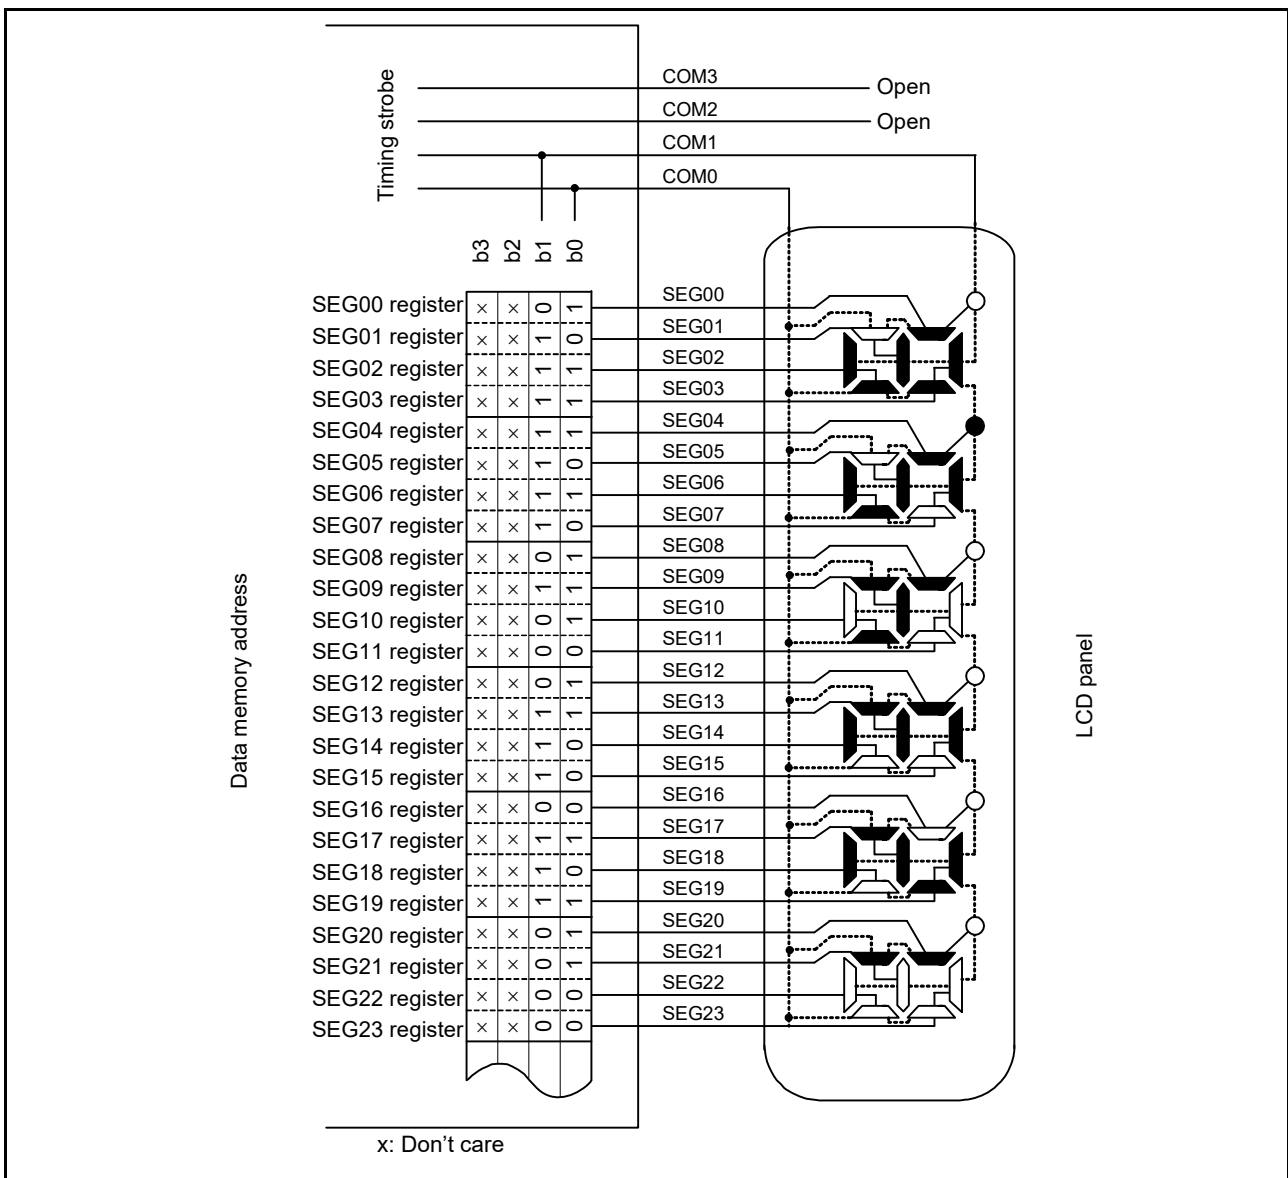 COM3
Open
COM2
Open
COM1
COM0
Timing strobe
b3 b2 b1 b0
SEG00 register × × 0 1 SEG00
SEG01 register × × 1 0 SEG01
SEG02 register × × 1 1 SEG02
SEG03 register × × 1 1 SEG03
SEG04 register × × 1 1 SEG04
SEG05 register × × 1 0 SEG05
SEG06 register × × 1 1 SEG06
SEG07 register × × 1 0 SEG07
SEG08 register × × 0 1 SEG08
SEG09 register × × 1 1 SEG09
SEG10 register × × 0 1 SEG10
SEG11 register × × 0 0 SEG11
SEG12 register × × 0 1 SEG12
SEG13 register × × 1 1 SEG13
SEG14 register × × 1 0 SEG14
SEG15 register × × 1 0 SEG15
SEG16 register × × 0 0 SEG16
SEG17 register × × 1 1 SEG17
SEG18 register × × 1 0 SEG18
SEG19 register × × 1 1 SEG19
SEG20 register × × 0 1 SEG20
SEG21 register × × 0 1 SEG21
SEG22 register × × 0 0 SEG22
SEG23 register × × 0 0 SEG23
Data memory address
LCD panel
x: Don't care